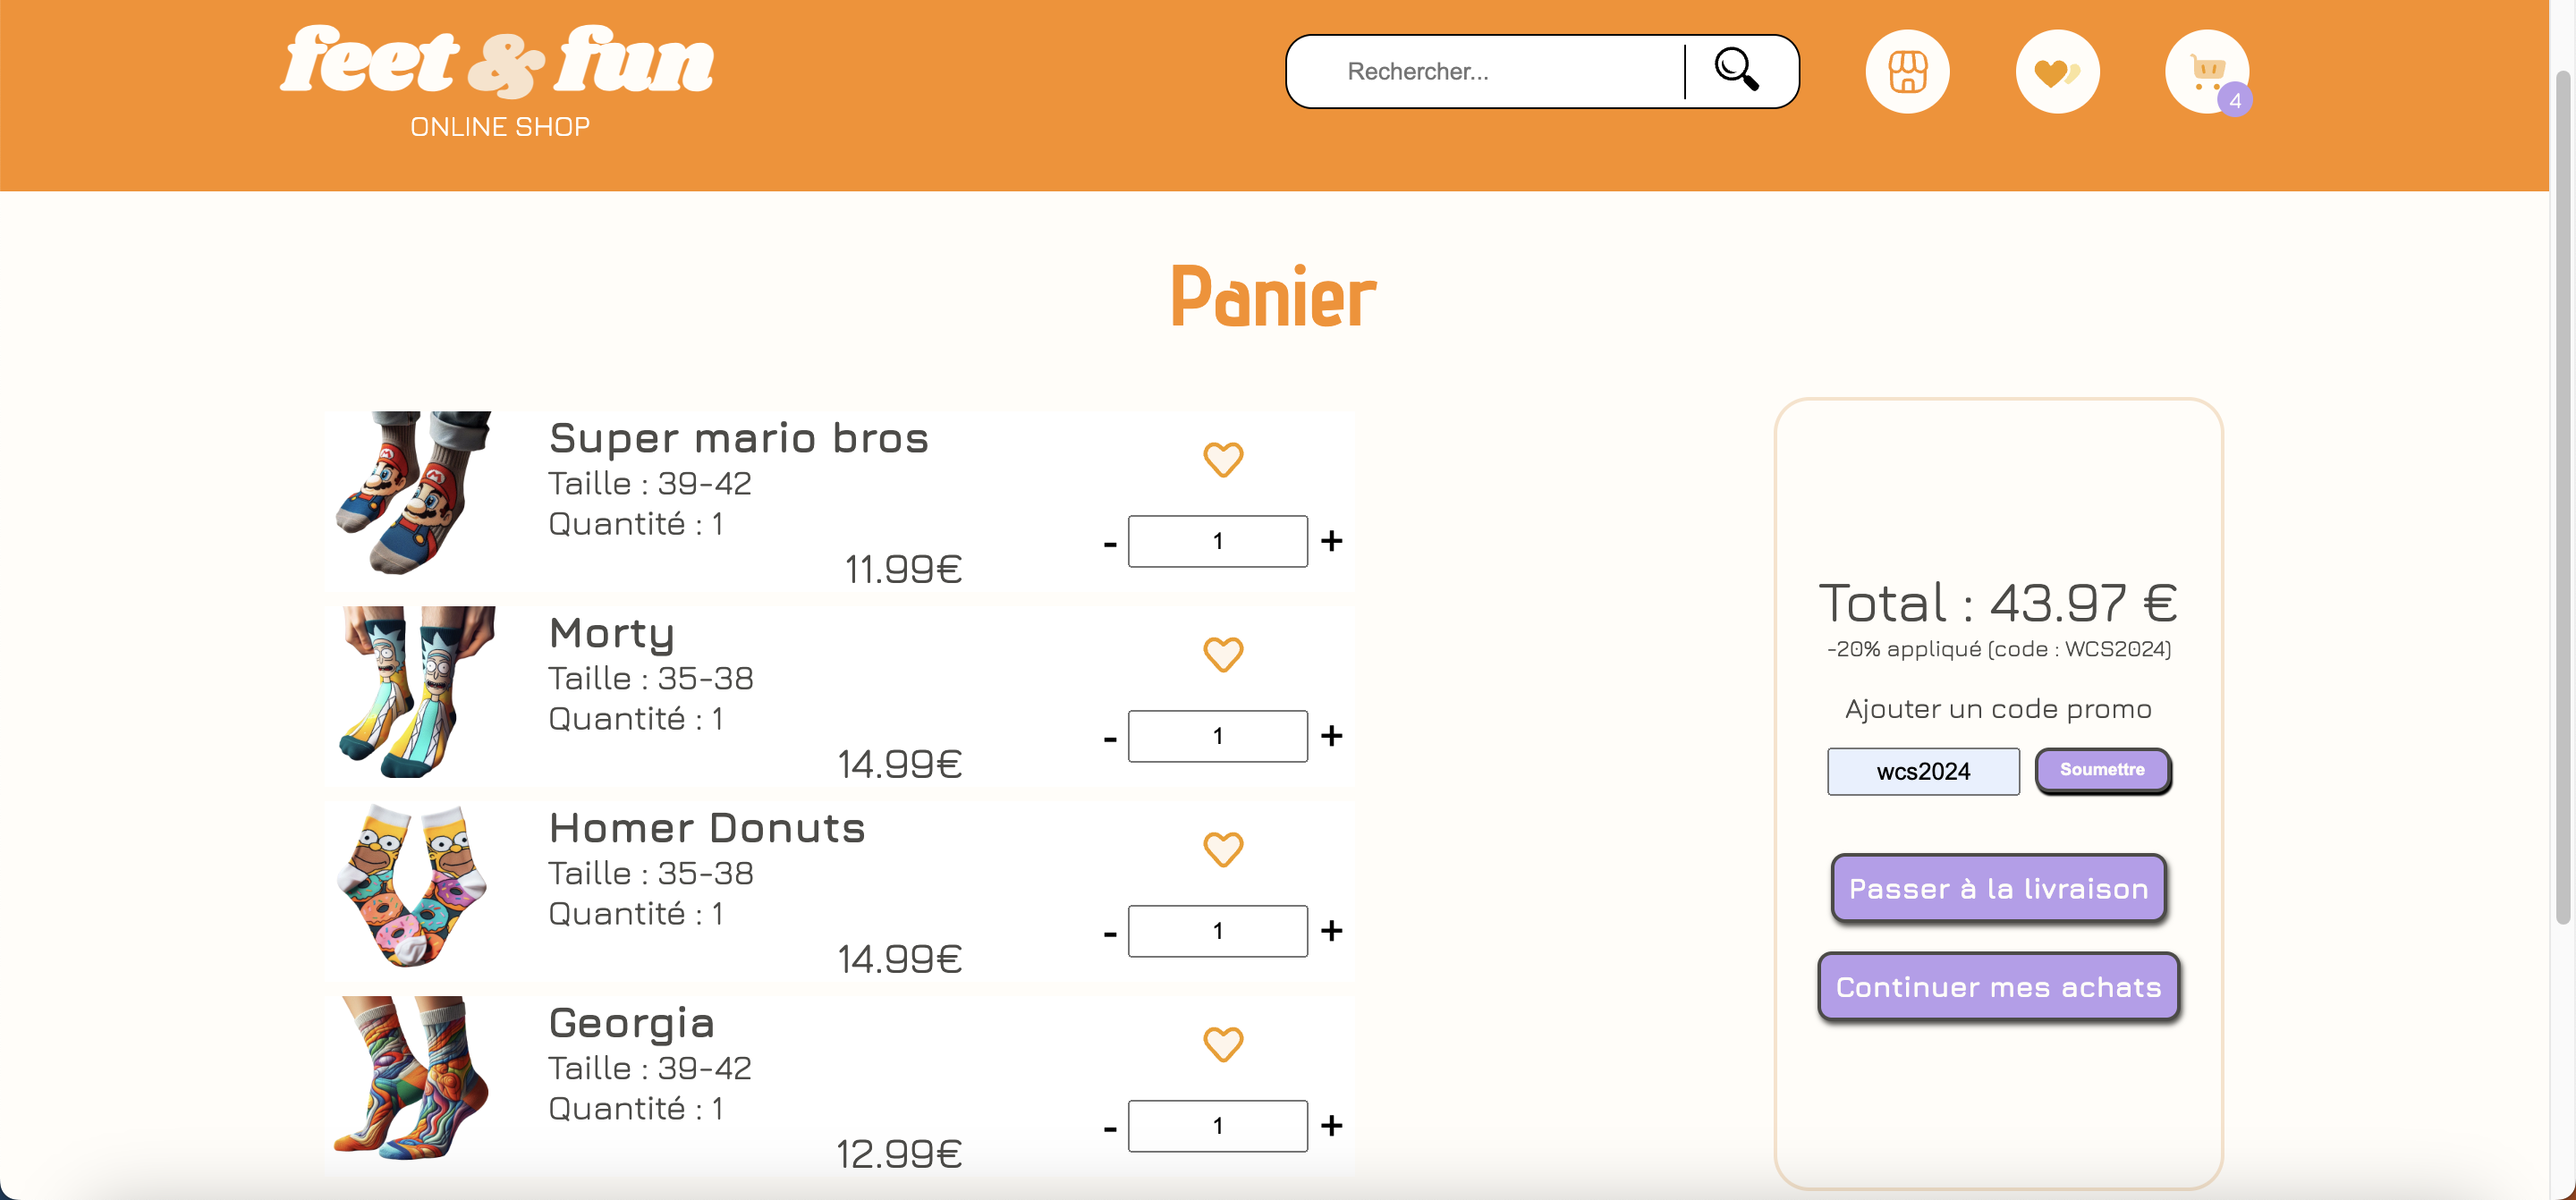 feet & fun
ONLINE SHOP
Rechercher...
4
Panier
Super mario bros
Taille : 39-42
Quantité : 1
11.99€
- 1 +
Morty
Taille : 35-38
Quantité : 1
14.99€
- 1 +
Homer Donuts
Taille : 35-38
Quantité : 1
14.99€
- 1 +
Georgia
Taille : 39-42
Quantité : 1
12.99€
- 1 +
Total : 43.97 €
-20% appliqué (code : WCS2024)
Ajouter un code promo
wcs2024 Soumettre
Passer à la livraison
Continuer mes achats